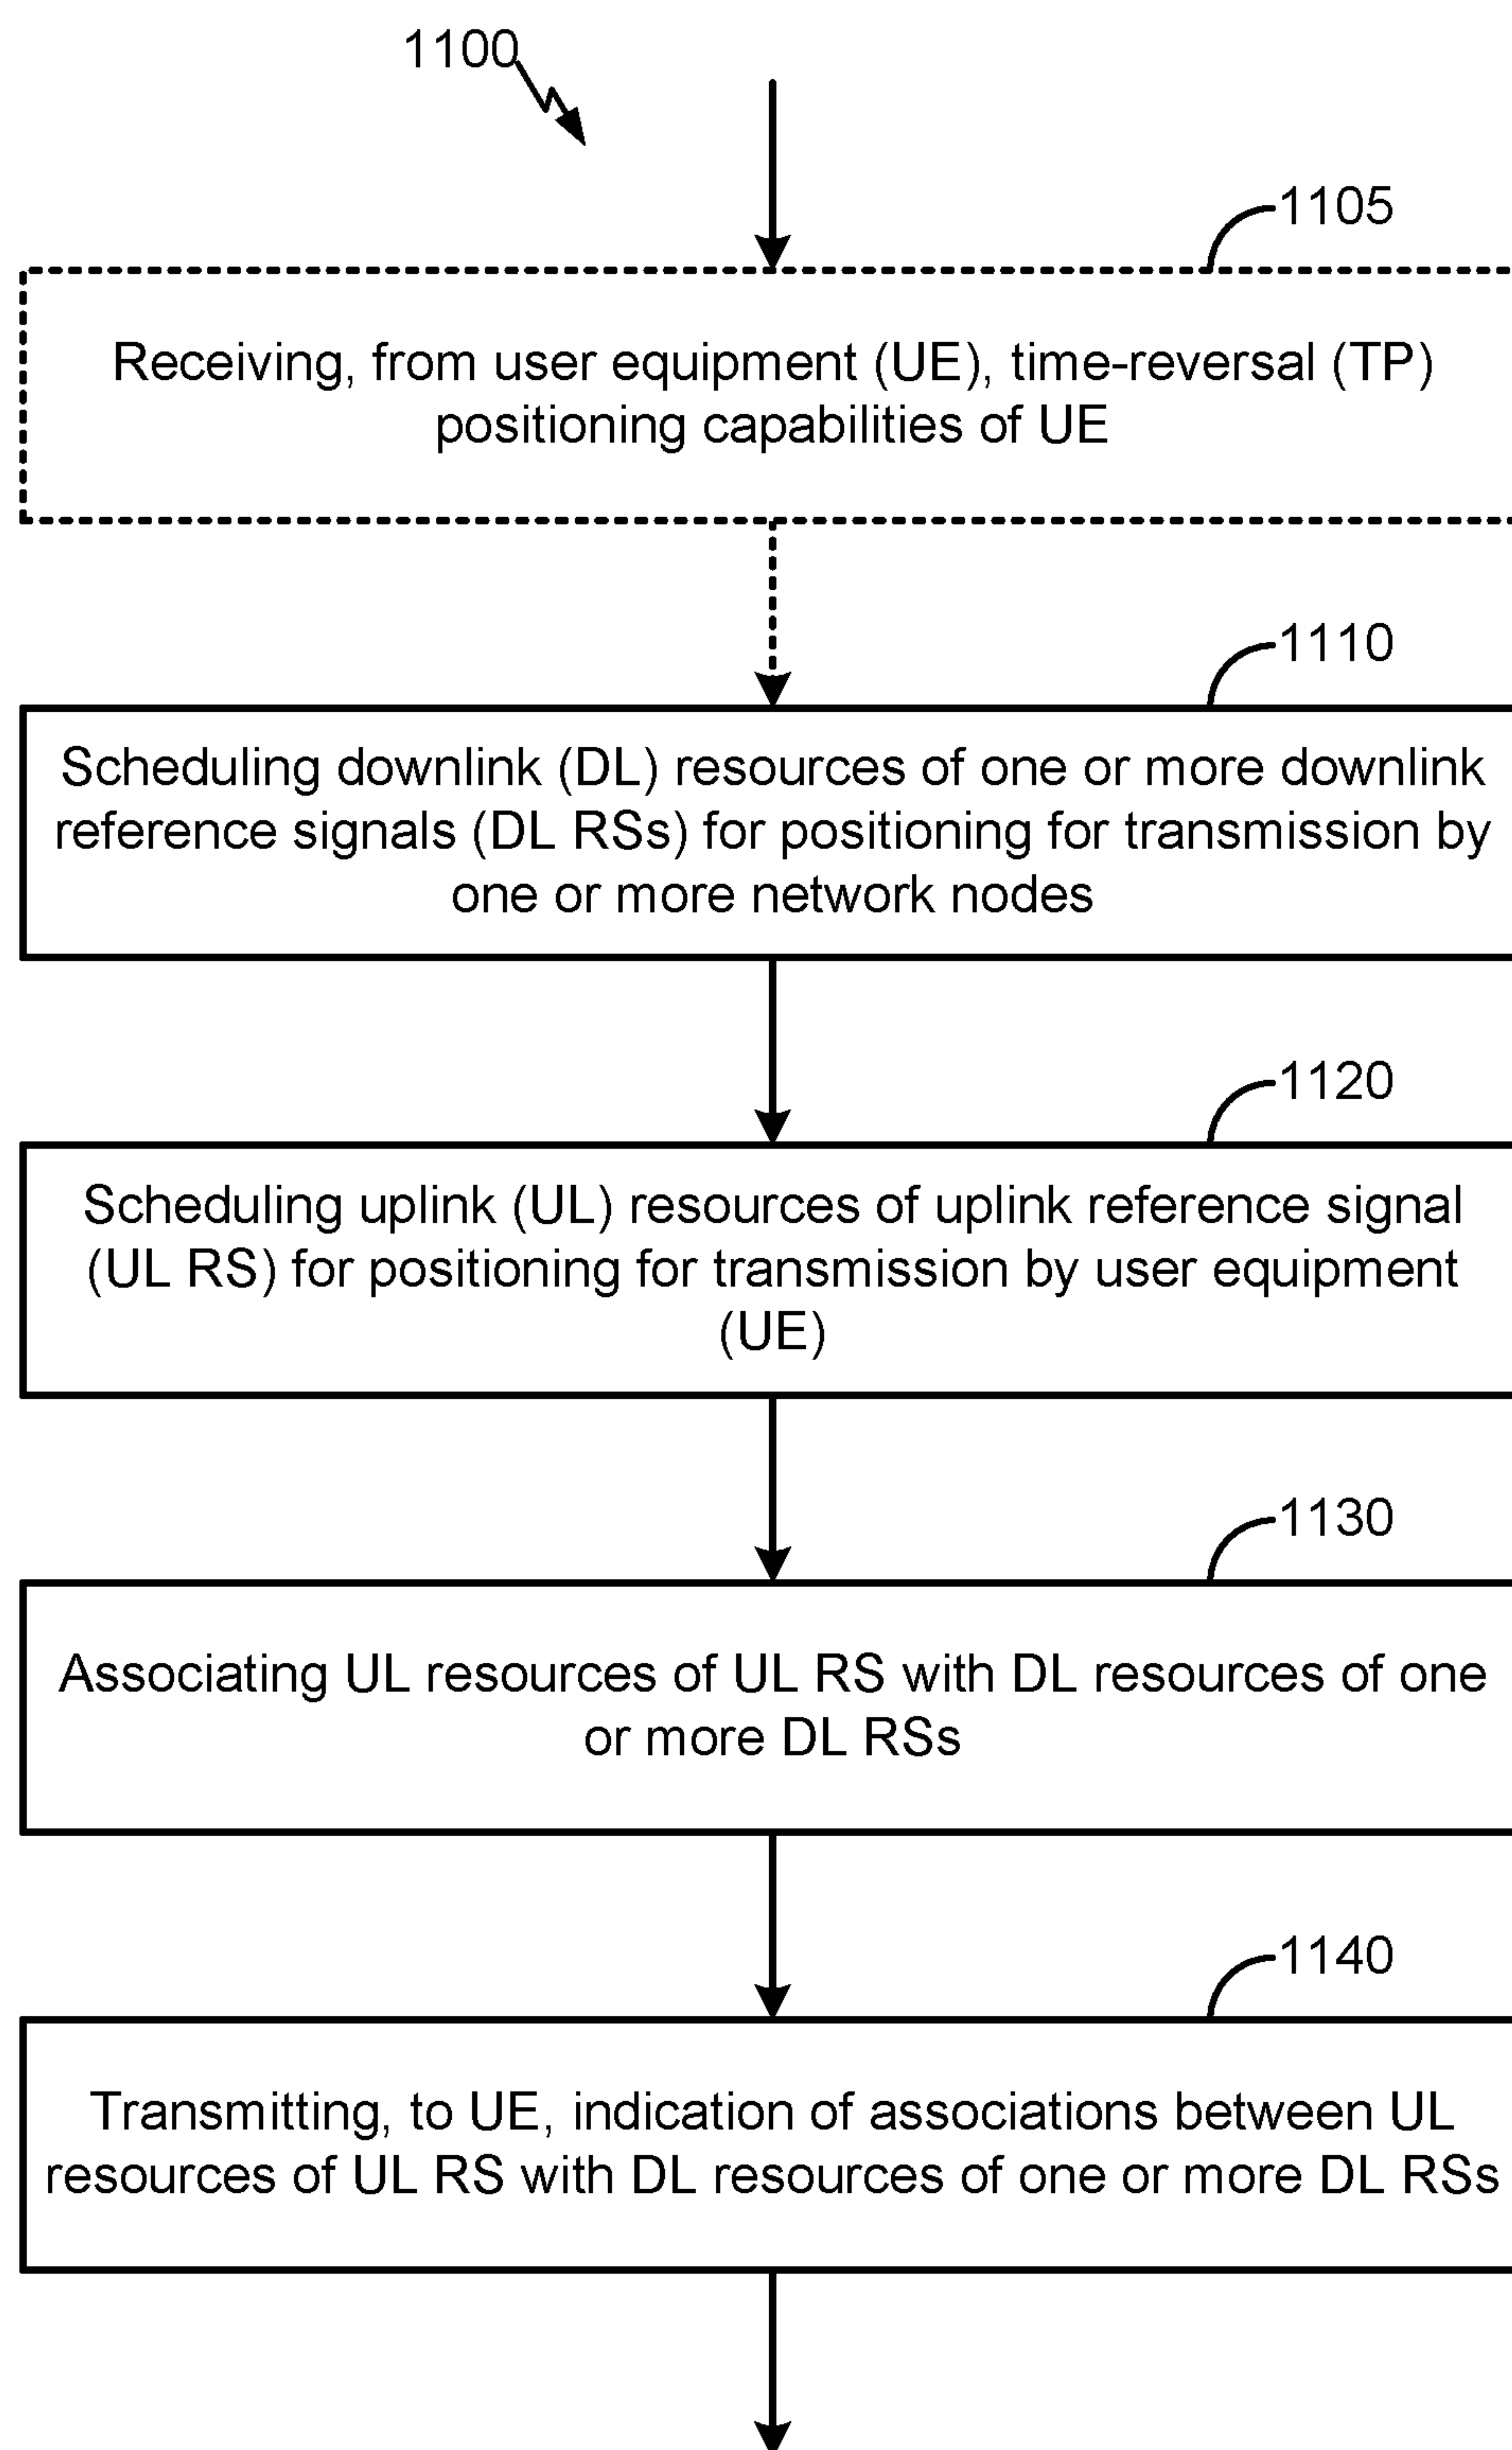 1100
1105
Receiving, from user equipment (UE), time-reversal (TP)
positioning capabilities of UE
1110
Scheduling downlink (DL) resources of one or more downlink
reference signals (DL RSs) for positioning for transmission by
one or more network nodes
1120
Scheduling uplink (UL) resources of uplink reference signal
(UL RS) for positioning for transmission by user equipment
(UE)
1130
Associating UL resources of UL RS with DL resources of one
or more DL RSs
1140
Transmitting, to UE, indication of associations between UL
resources of UL RS with DL resources of one or more DL RSs